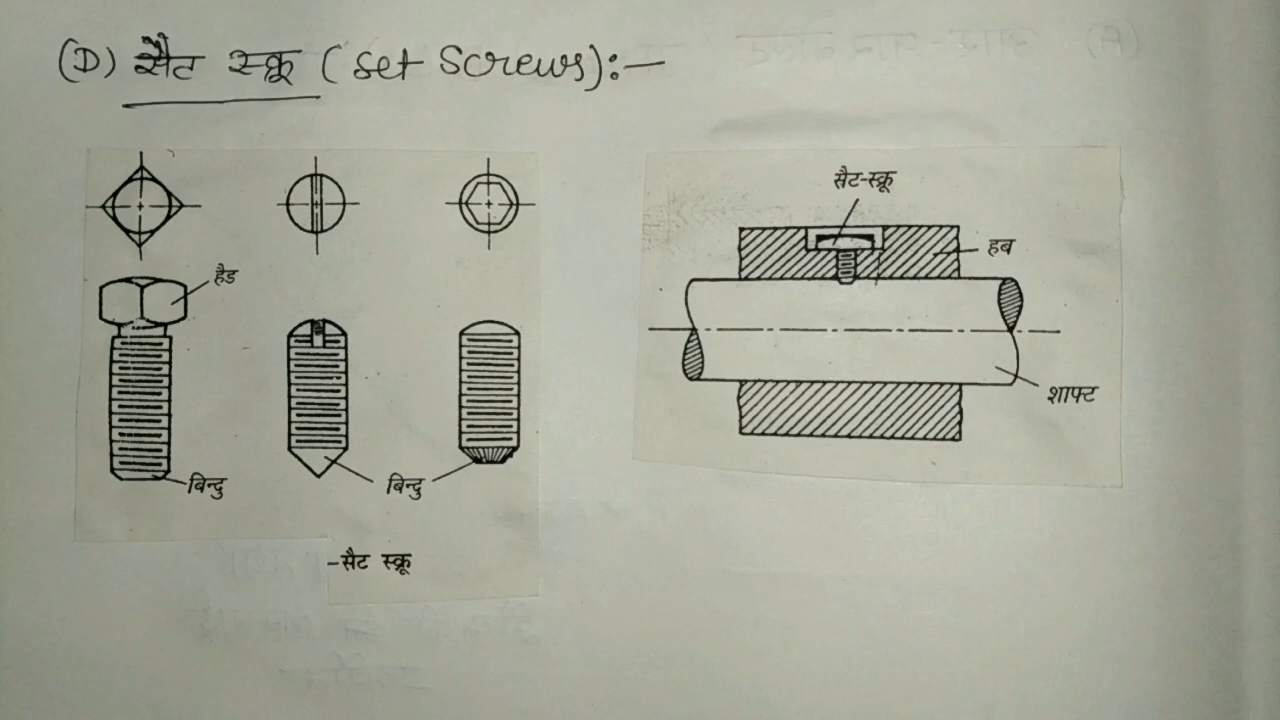 (D) सैट स्क्रू (Set Screws):-
हैड
बिन्दु
बिन्दु
-सैट स्क्रू
सैट-स्क्रू
हब
शाफ्ट